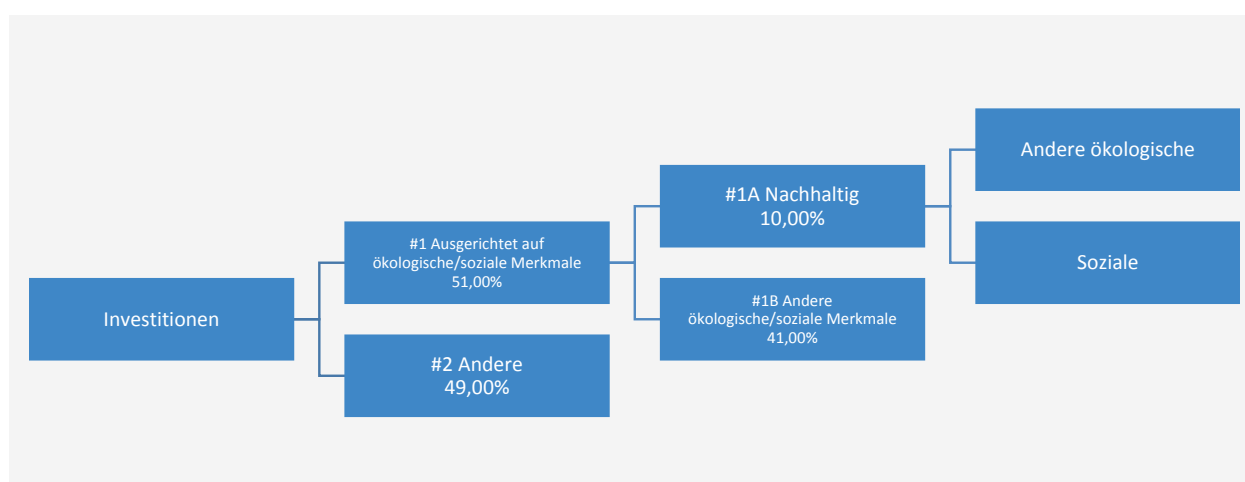 Investitionen
#1 Ausgerichtet auf
ökologische/soziale Merkmale
51,00%
#2 Andere
49,00%
#1A Nachhaltig
10,00%
#1B Andere
ökologische/soziale Merkmale
41,00%
Andere ökologische
Soziale